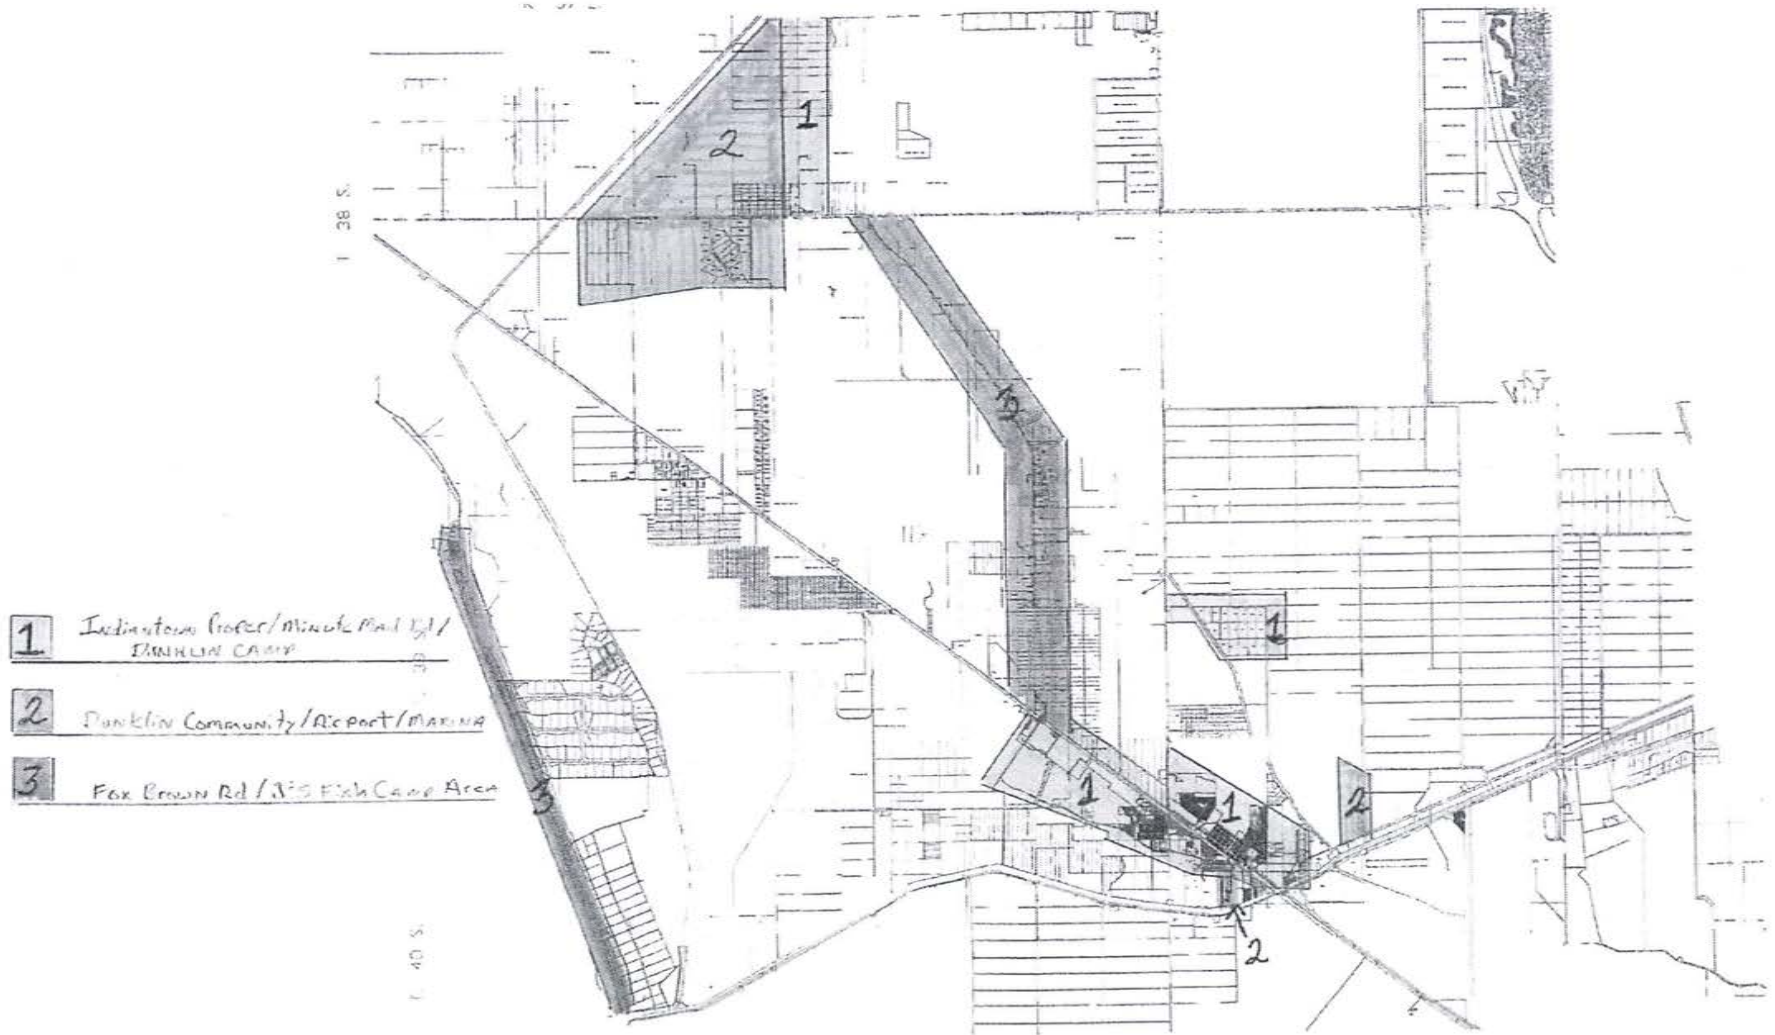 2
1
38 S.
3
1
1 Indiantown Proper/Minute Maid Rd/
DUNKLIN CAMP
2 Dunklin Community/Airport/MARINA
3 Fox Brown Rd/J&S Fish Camp Area
3
1
1
2
2
40 S.